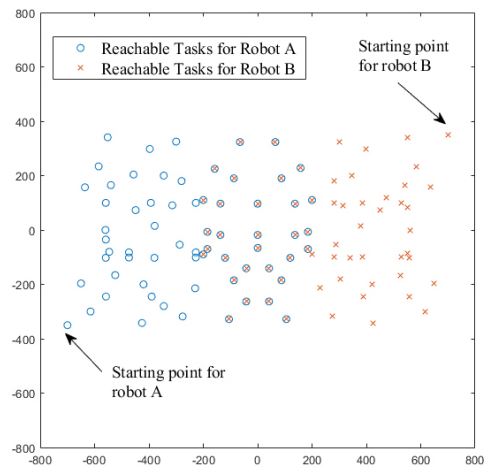 800
600
400
200
0
-200
-400
-600
-800
-800 -600 -400 -200 0 200 400 600 800
Reachable Tasks for Robot A
Reachable Tasks for Robot B
Starting point
for robot B
Starting point for
robot A